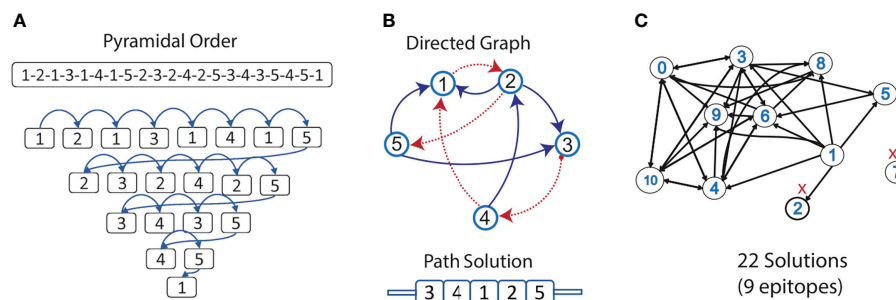 A
Pyramidal Order
1-2-1-3-1-4-1-5-2-3-2-4-2-5-3-4-3-5-4-5-1
1 2 1 3 1 4 1 5
2 3 2 4 2 5
3 4 3 5
4 5
1
B
Directed Graph
1 2
5 3
4
Path Solution
3 4 1 2 5
C
0 3 8
5
9 6
1
10 4
x
7
x
2
22 Solutions
(9 epitopes)